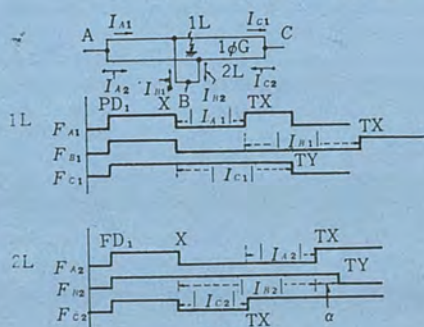 1L
I_A1 I_C1
A 1φG C
I_A2 I_B1 B I_B2 2L I_C2
PD₁ X |I_A1| TX
1L F_A1 |I_B1| TX
F_B1
F_C1 |I_C1| TY
FD₁ X |I_A2| TX
2L F_A2 TY
F_B2 |I_B2|
F_C2 |I_C2| α
TX